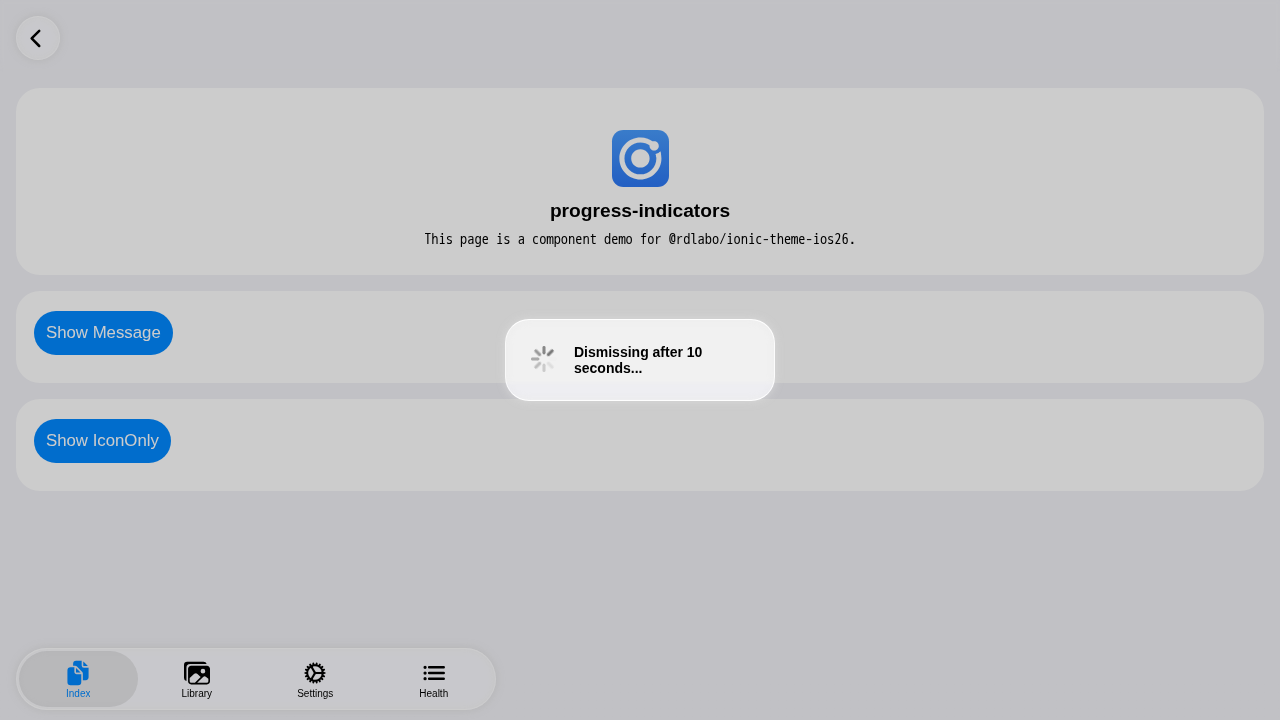 progress-indicators
This page is a component demo for @rdlabo/ionic-theme-ios26.
Show Message
Dismissing after 10
seconds...
Show IconOnly
Index
Library
Settings
Health